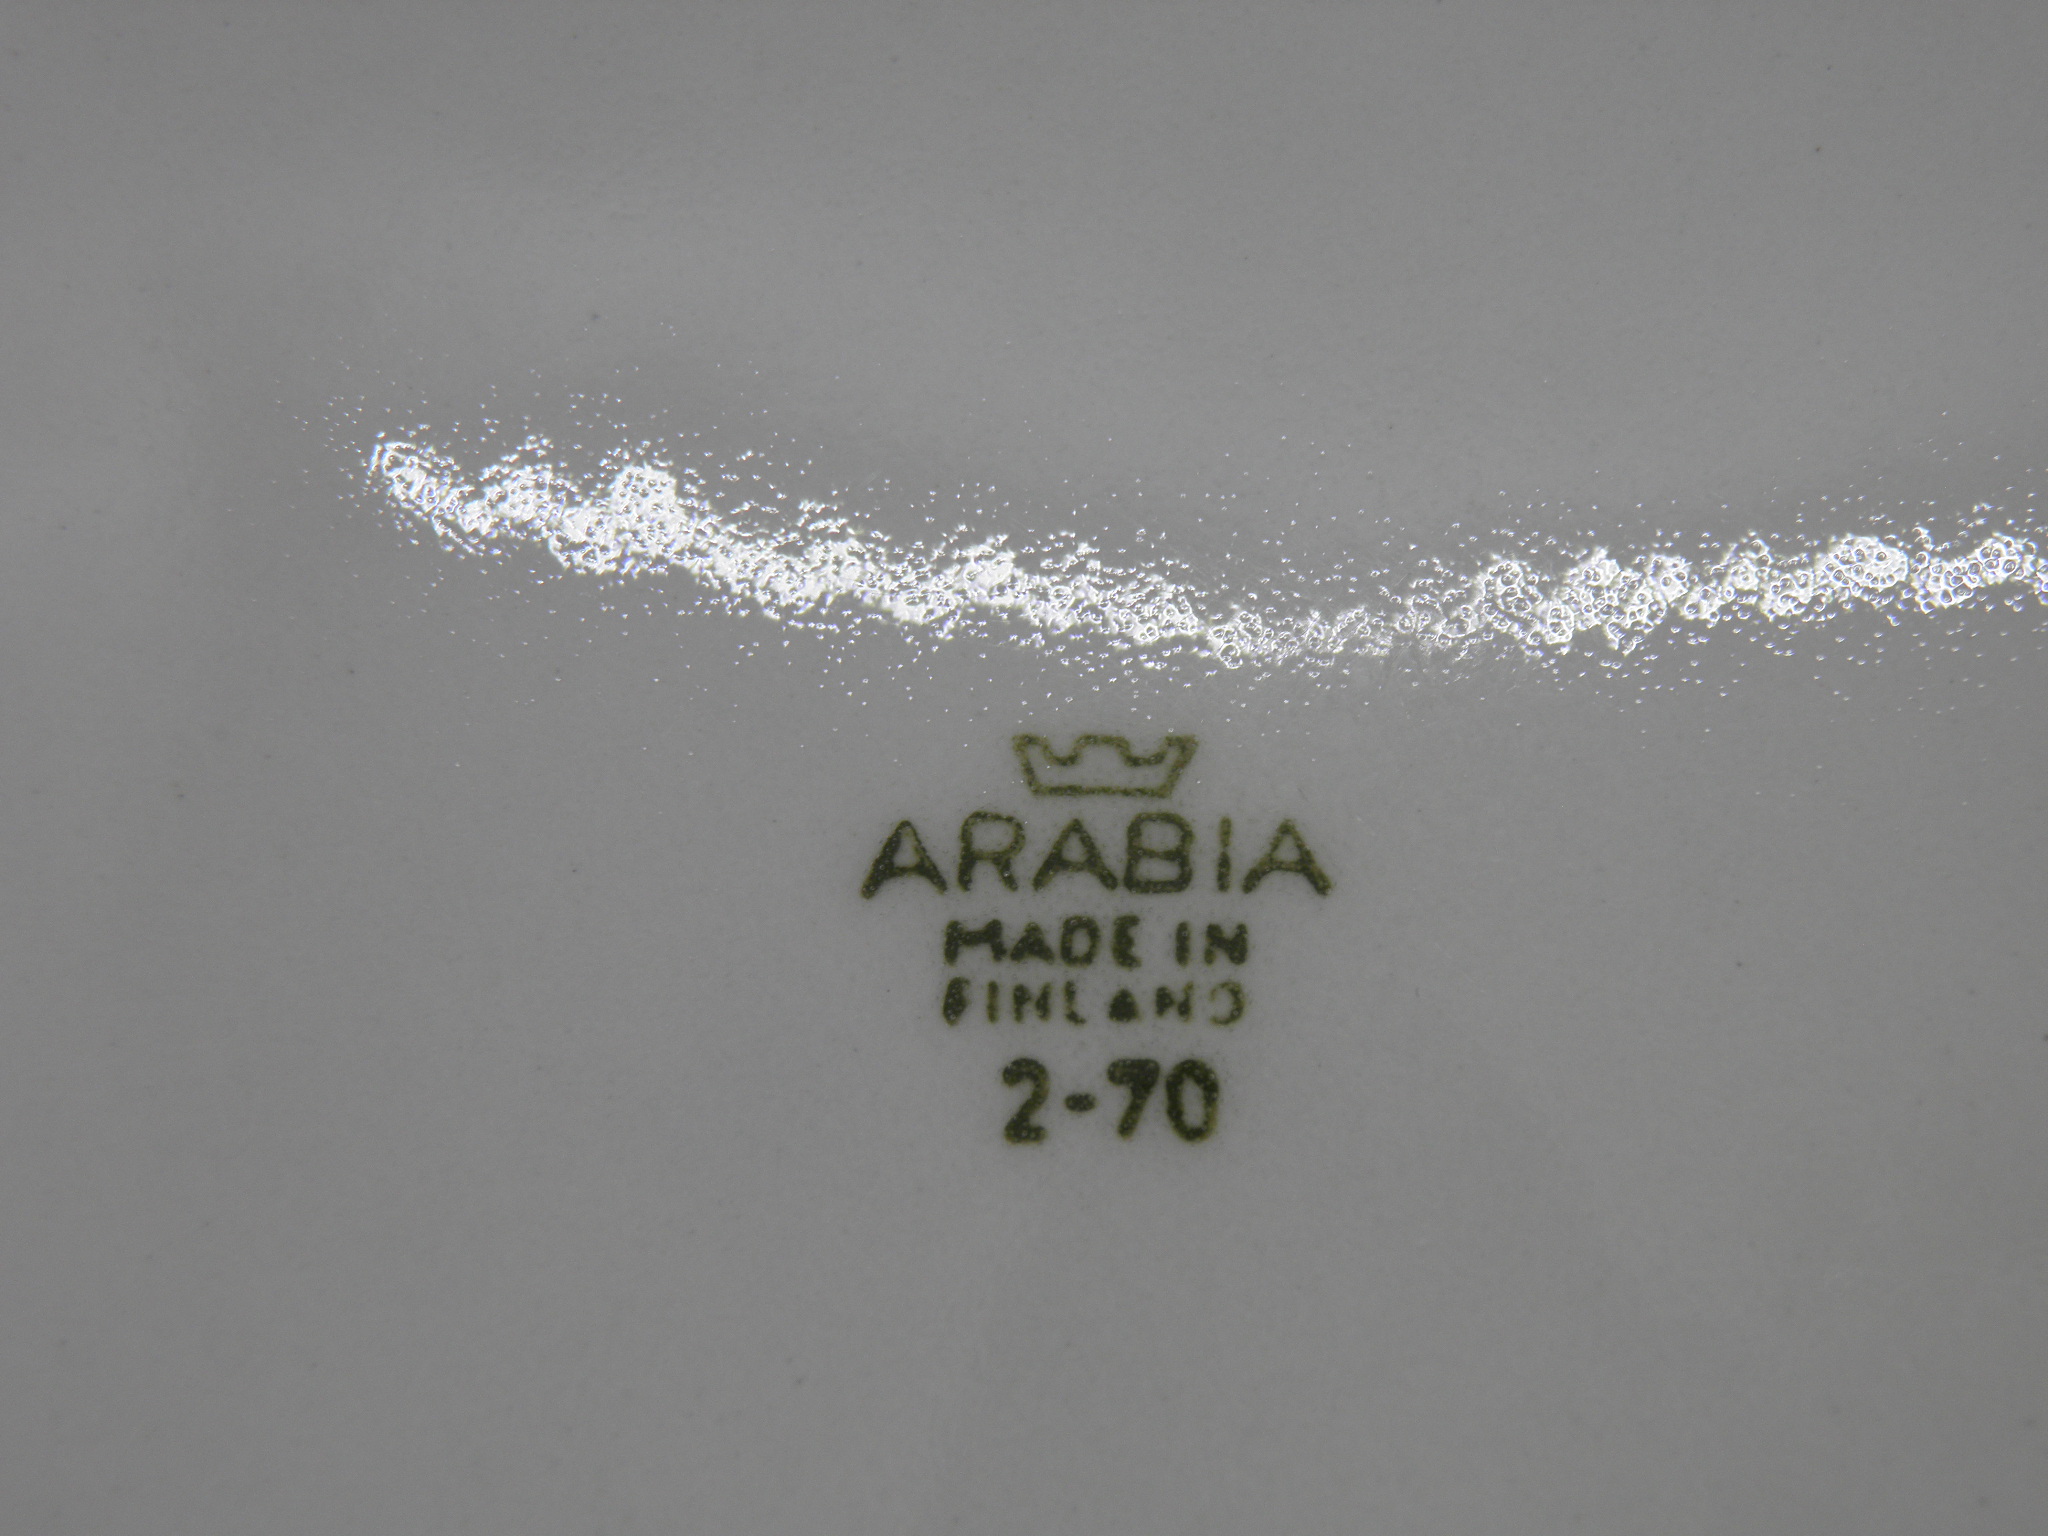 ARABIA
MADE IN
FINLAND
2-70